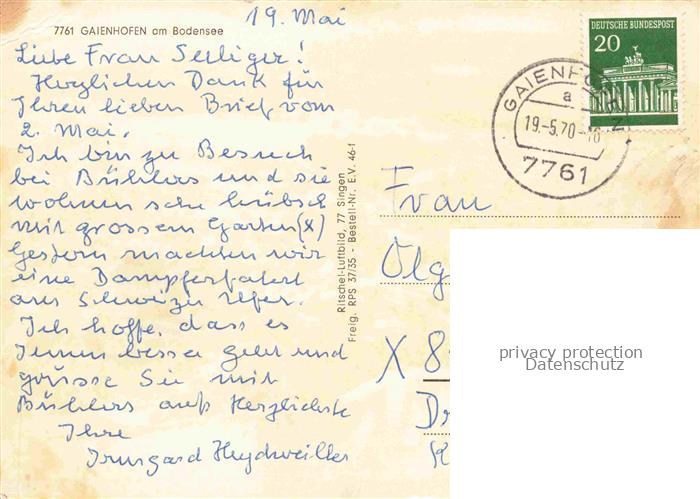 19. Mai
7761 GAIENHOFEN am Bodensee
Liebe Frau Seeliger!
Herzlichen Dank für
Ihren lieben Brief vom
2. Mai.
Ich bin zu Besuch
bei Bühlers und sie
wohnen sehr hübsch
mit grossem Garten (X)
Gestern machten wir
eine Dampferfahrt
am Schweizer Ufer.
Ich hoffe, dass es
Ihnen besser geht und
grüsse Sie mit
Bühlers aufs Herzlichste
Ihre
Irmgard Heydweiller
Ritschel-Luftbild, 77 Singen
Freig. RPS 37/35 - Bestell-Nr. E.V. 46-1
DEUTSCHE BUNDESPOST
20
GAIENHOFEN
a
19.-5.70-16
7761
Frau
Olg
X 8
Dr
privacy protection
Datenschutz